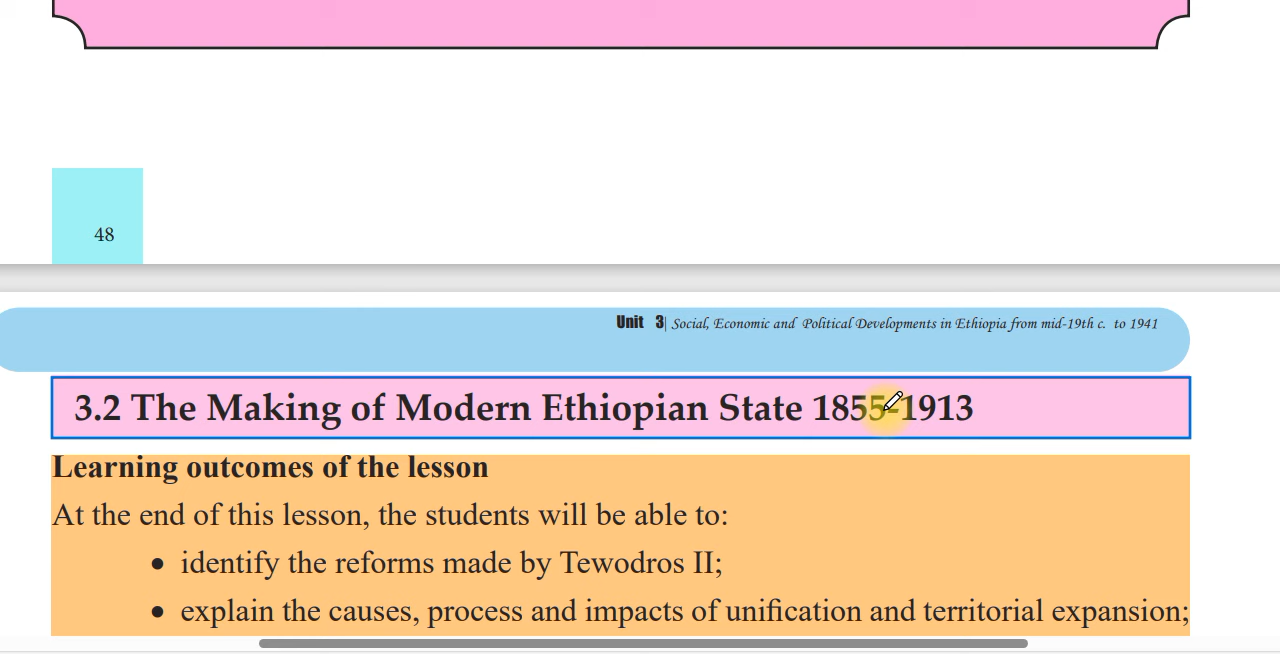 48
Unit 3| Social, Economic and Political Developments in Ethiopia from mid-19th c. to 1941
3.2 The Making of Modern Ethiopian State 1855-1913
Learning outcomes of the lesson
At the end of this lesson, the students will be able to:
• identify the reforms made by Tewodros II;
• explain the causes, process and impacts of unification and territorial expansion;